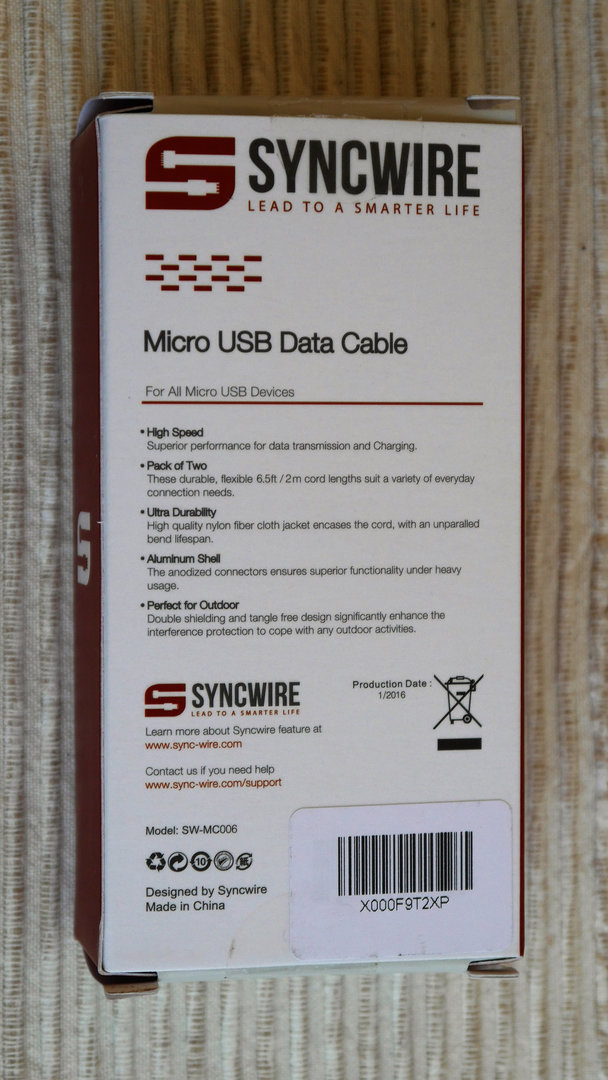 SYNCWIRE
LEAD TO A SMARTER LIFE
Micro USB Data Cable
For All Micro USB Devices
• High Speed
Superior performance for data transmission and Charging.
• Pack of Two
These durable, flexible 6.5ft / 2m cord lengths suit a variety of everyday
connection needs.
• Ultra Durability
High quality nylon fiber cloth jacket encases the cord, with an unparalled
bend lifespan.
• Aluminum Shell
The anodized connectors ensures superior functionality under heavy
usage.
• Perfect for Outdoor
Double shielding and tangle free design significantly enhance the
interference protection to cope with any outdoor activities.
SYNCWIRE
LEAD TO A SMARTER LIFE
Production Date :
1/2016
Learn more about Syncwire feature at
www.sync-wire.com
Contact us if you need help
www.sync-wire.com/support
Model: SW-MC006
10
Designed by Syncwire
Made in China
X000F9T2XP